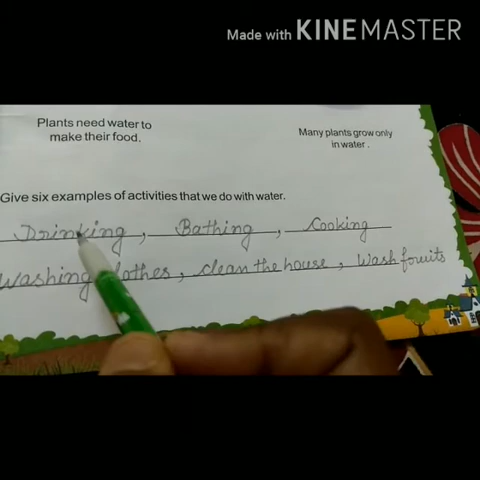 Made with KINEMASTER
Plants need water to
make their food.
Many plants grow only
in water .
Give six examples of activities that we do with water.
Drinking, Bathing, Cooking
washing clothes, clean the house, wash fruits